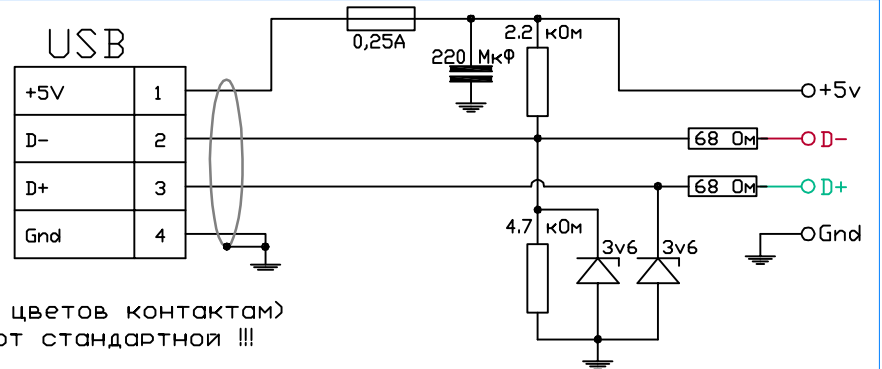 USB
0,25А
2.2 кОм
220 МкФ
+5V 1
+5v
D- 2
68 Ом D-
D+ 3
68 Ом D+
Gnd 4
4.7 кОм
Gnd
3v6 3v6
цветов контактам)
от стандартной !!!